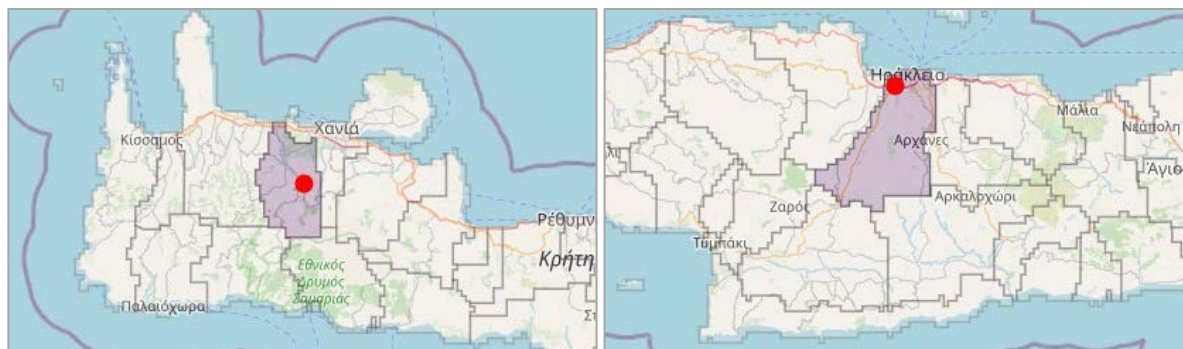 Κίσσαμος
Χανιά
Ρέθυμν
Κρήτη
Εθνικός
Δρυμός
Σαμαριάς
Παλαιόχωρα
Ηράκλειο
Μάλια
Νεάπολη
Αρχάνες
Άγιο
Ζαρός
Αρκαλοχώρι
Τυμπάκι